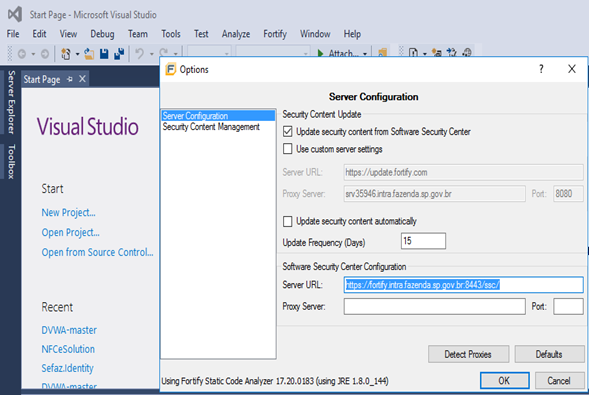 Start Page - Microsoft Visual Studio
File Edit View Debug Team Tools Test Analyze Fortify Window Help
Attach...
Server Explorer
Toolbox
Start Page
Visual Studio
Start
New Project...
Open Project...
Open from Source Control...
Recent
DVWA-master
NFCeSolution
Sefaz.Identity
DVWA-master
Options
? X
Server Configuration
Server Configuration
Security Content Management
Security Content Update
Update security content from Software Security Center
Use custom server settings
Server URL: https://update.fortify.com
Proxy Server: srv35946.intra.fazenda.sp.gov.br Port: 8080
Update security content automatically
Update Frequency (Days) 15
Software Security Center Configuration
Server URL: https://fortify.intra.fazenda.sp.gov.br:8443/ssc/
Proxy Server: Port:
Detect Proxies Defaults
Using Fortify Static Code Analyzer 17.20.0183 (using JRE 1.8.0_144)
OK Cancel